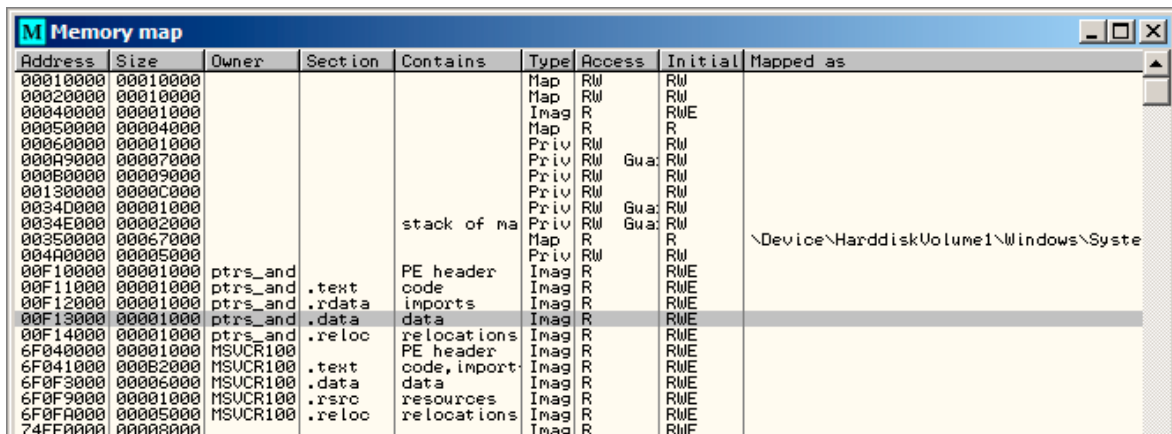 M Memory map
Address Size Owner Section Contains Type Access Initial Mapped as
00010000 00010000 Map RW RW
00020000 00010000 Map RW RW
00040000 00001000 Imag R RWE
00050000 00004000 Map R R
00060000 00001000 Priv RW RW
000A9000 00007000 Priv RW Gua: RW
000B0000 00009000 Priv RW RW
00130000 0000C000 Priv RW RW
0034D000 00001000 Priv RW Gua: RW
0034E000 00002000 stack of ma Priv RW Gua: RW
00350000 00067000 Map R R \Device\HarddiskVolume1\Windows\Syste
004A0000 00005000 Priv RW RW
00F10000 00001000 ptrs_and PE header Imag R RWE
00F11000 00001000 ptrs_and .text code Imag R RWE
00F12000 00001000 ptrs_and .rdata imports Imag R RWE
00F13000 00001000 ptrs_and .data data Imag R RWE
00F14000 00001000 ptrs_and .reloc relocations Imag R RWE
6F040000 00001000 MSVCR100 PE header Imag R RWE
6F041000 000B2000 MSVCR100 .text code,import Imag R RWE
6F0F3000 00006000 MSVCR100 .data data Imag R RWE
6F0F9000 00001000 MSVCR100 .rsrc resources Imag R RWE
6F0FA000 00005000 MSVCR100 .reloc relocations Imag R RWE
74EE0000 00008000 Imag R RWE